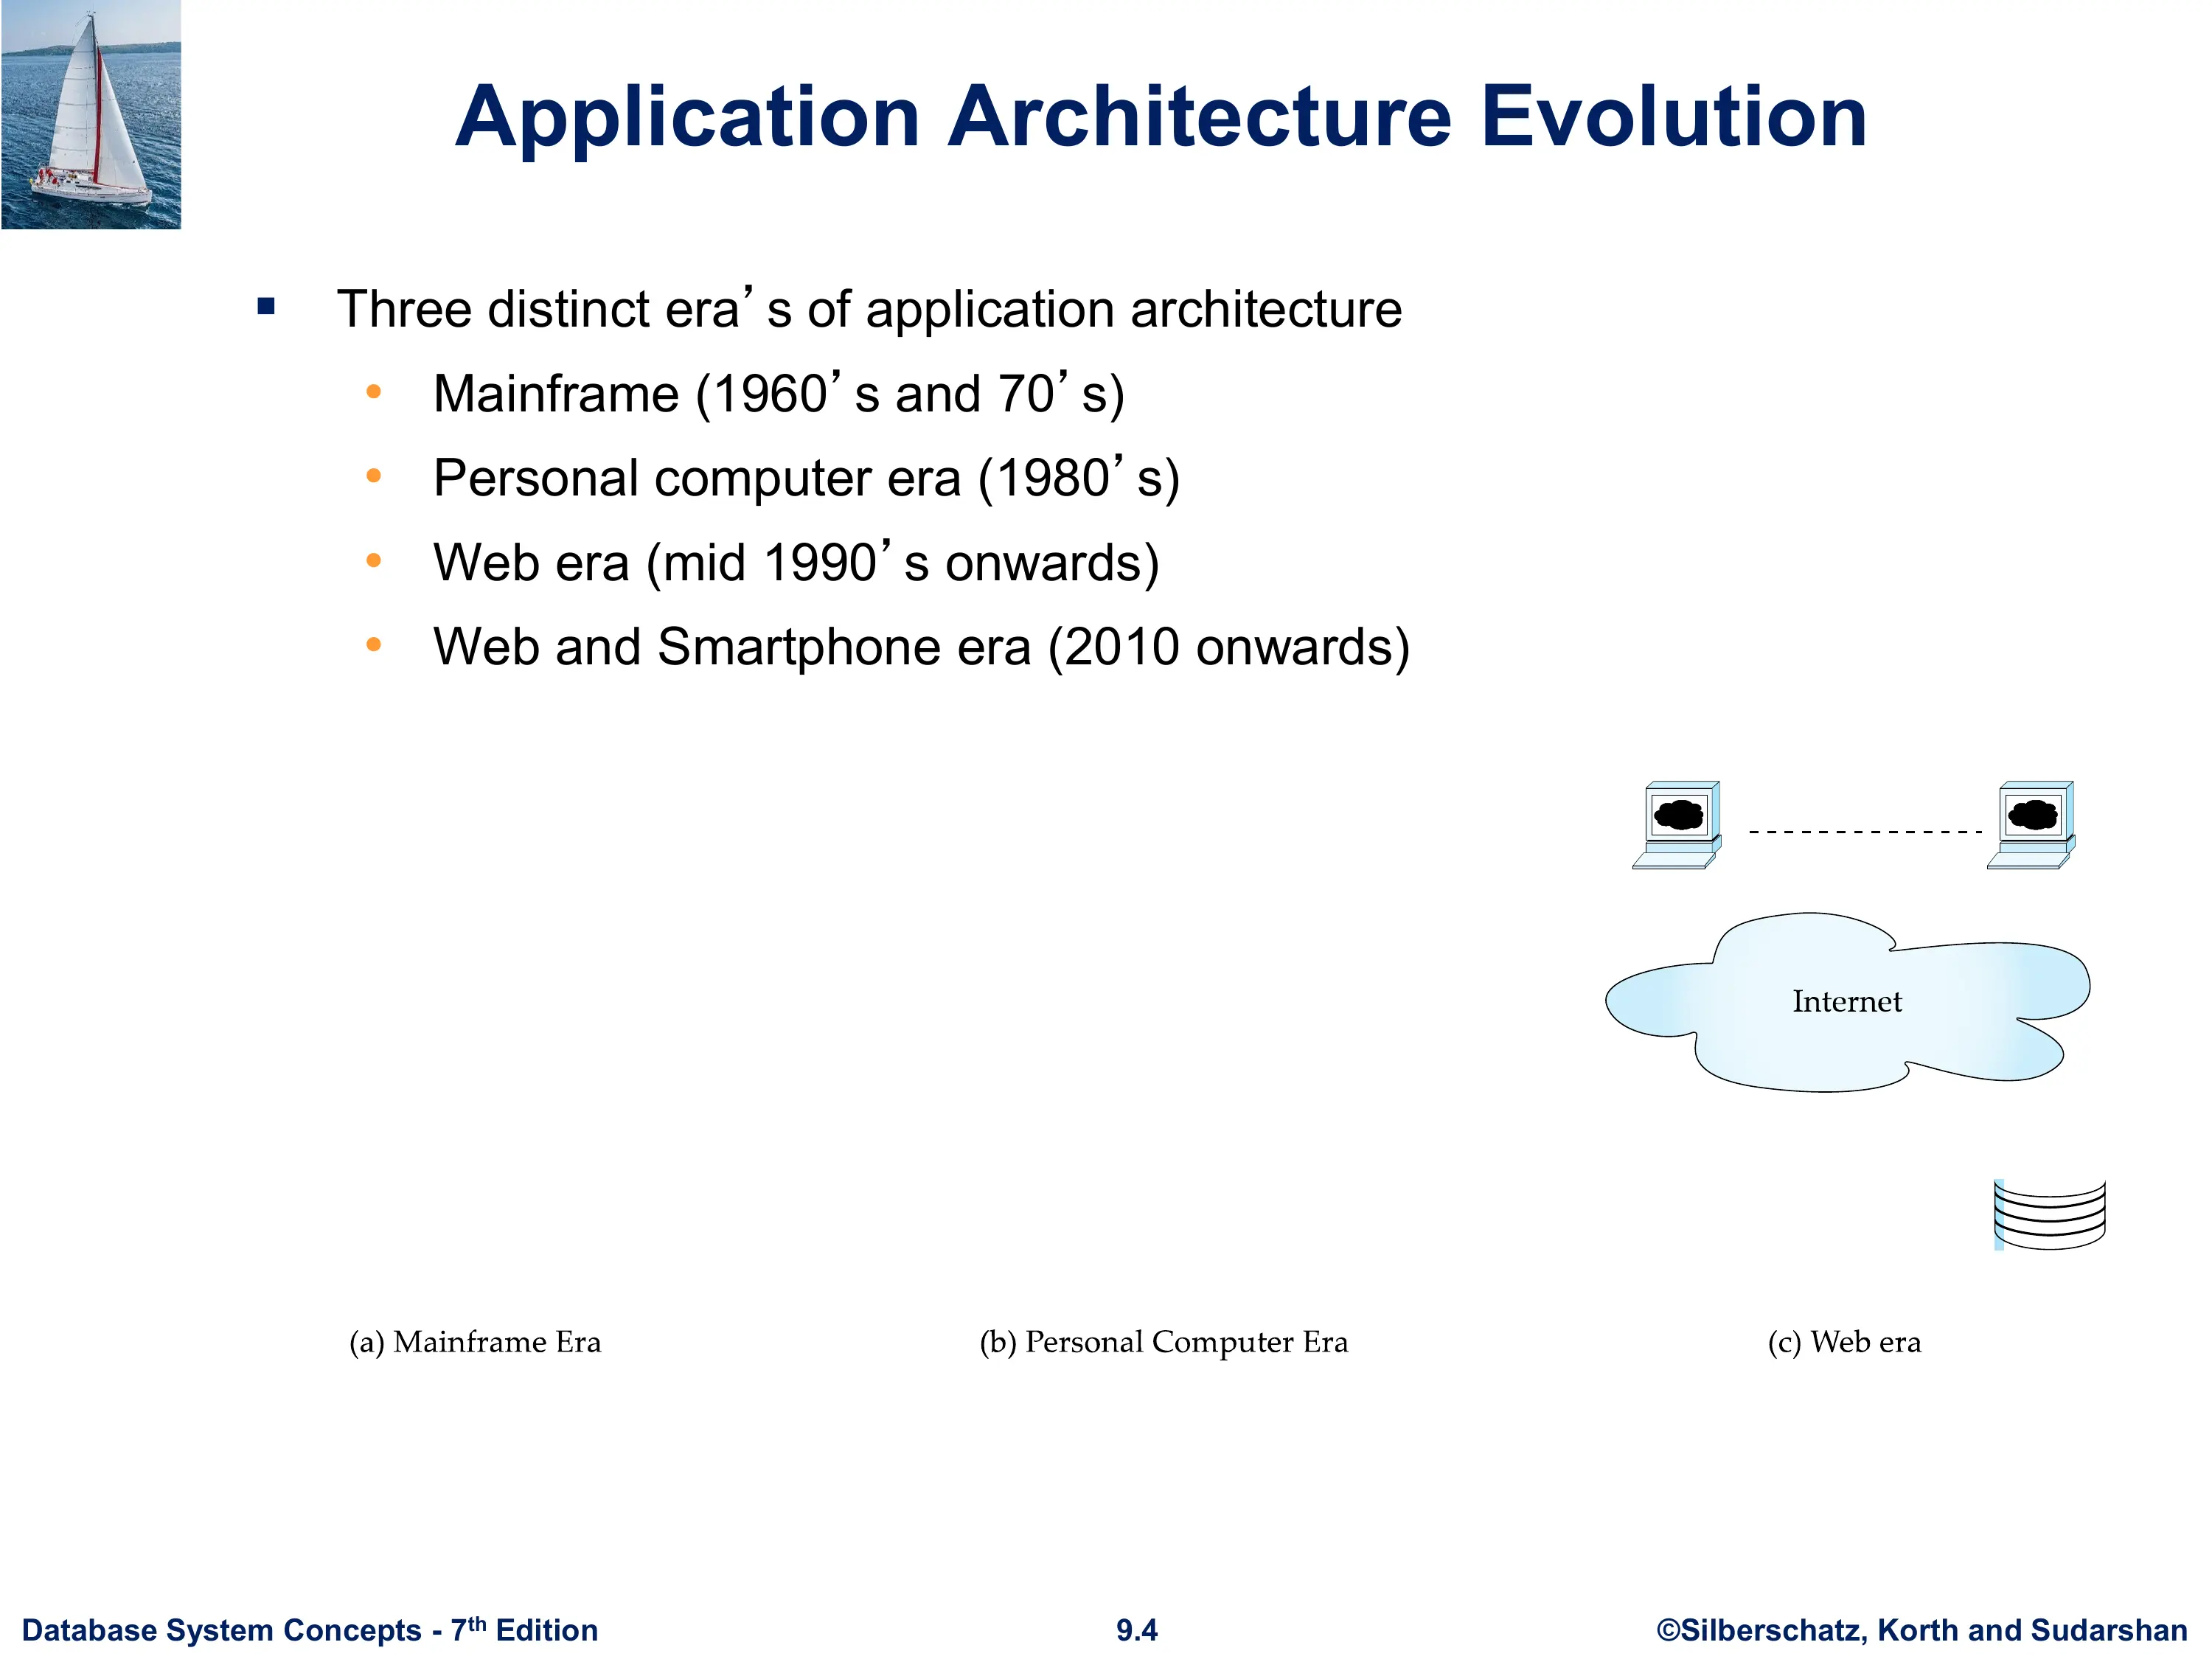 Application Architecture Evolution
Three distinct era’s of application architecture
Mainframe (1960’s and 70’s)
Personal computer era (1980’s)
Web era (mid 1990’s onwards)
Web and Smartphone era (2010 onwards)
Internet
(a) Mainframe Era
(b) Personal Computer Era
(c) Web era
Database System Concepts - 7th Edition
9.4
©Silberschatz, Korth and Sudarshan